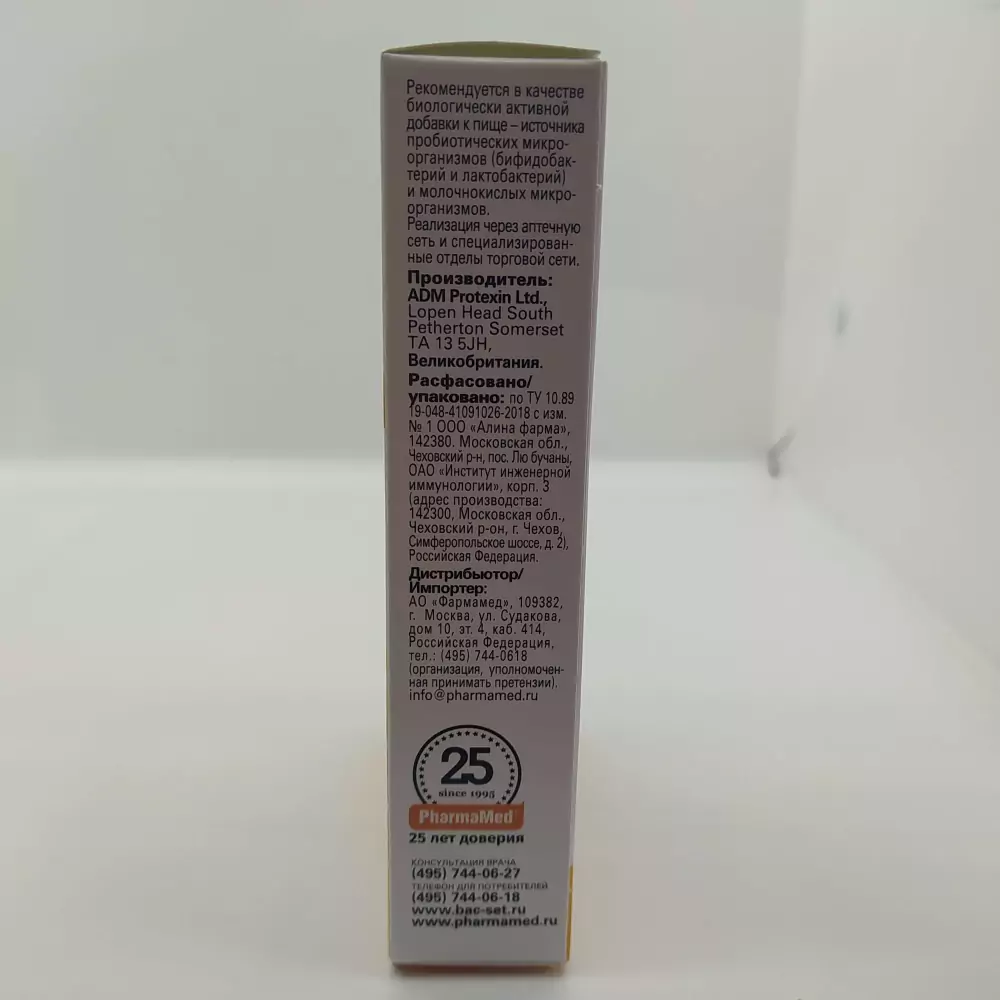 Рекомендуется в качестве
биологически активной
добавки к пище – источника
пробиотических микро-
организмов (бифидобак-
терий и лактобактерий)
и молочнокислых микро-
организмов.
Реализация через аптечную
сеть и специализирован-
ные отделы торговой сети.
Производитель:
ADM Protexin Ltd.,
Lopen Head South
Petherton Somerset
TA 13 5JH,
Великобритания.
Расфасовано/
упаковано: по ТУ 10.89
19-048-41091026-2018 с изм.
№ 1 ООО «Алина фарма»,
142380. Московская обл.,
Чеховский р-н, пос. Лю бучаны,
ОАО «Институт инженерной
иммунологии», корп. 3
(адрес производства:
142300, Московская обл.,
Чеховский р-он, г. Чехов,
Симферопольское шоссе, д. 2),
Российская Федерация.
Дистрибьютор/
Импортер:
АО «Фармамед», 109382,
г. Москва, ул. Судакова,
дом 10, эт. 4, каб. 414,
Российская Федерация,
тел.: (495) 744-0618
(организация, уполномочен-
ная принимать претензии).
info@pharmamed.ru
25
since 1995
PharmaMed
25 лет доверия
КОНСУЛЬТАЦИЯ ВРАЧА
(495) 744-06-27
ТЕЛЕФОН ДЛЯ ПОТРЕБИТЕЛЕЙ
(495) 744-06-18
www.bac-set.ru
www.pharmamed.ru